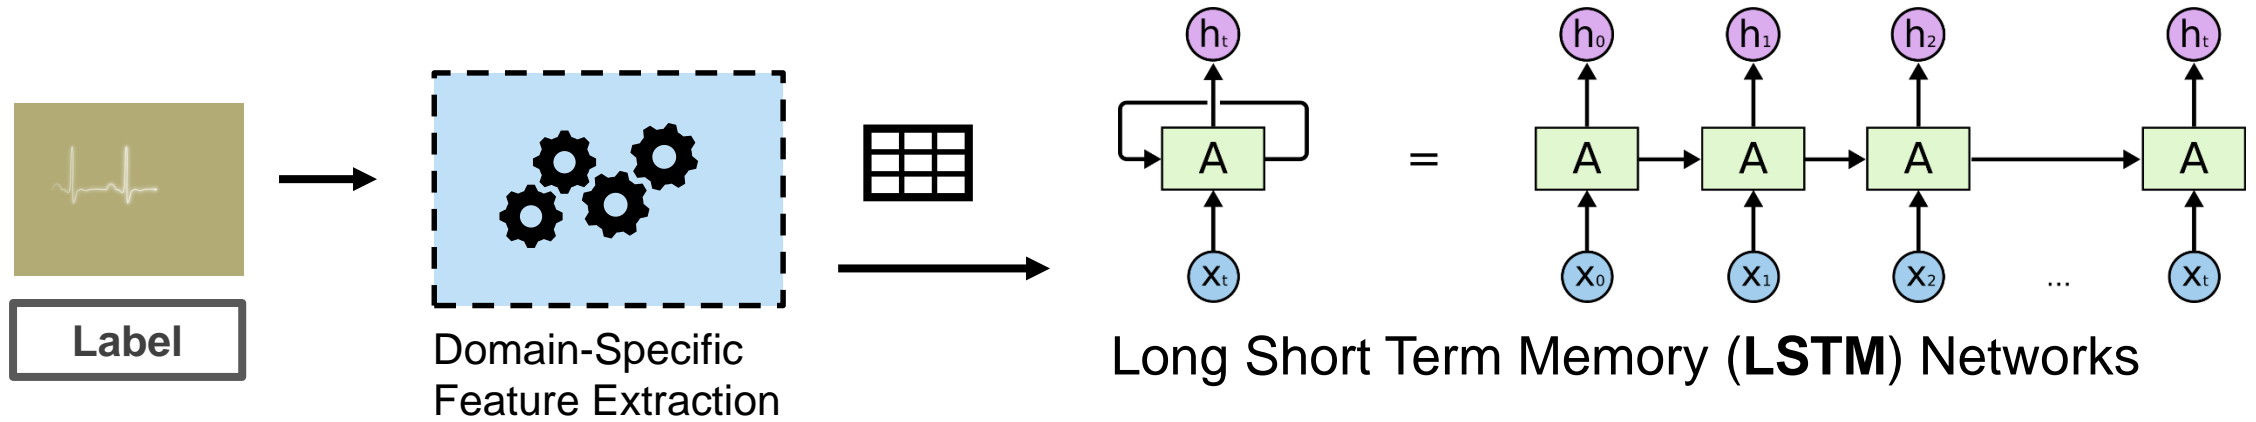 Label
Domain-Specific
Feature Extraction
hₜ
A
xₜ
=
h₀ h₁ h₂ hₜ
A A A A
x₀ x₁ x₂ ... xₜ
Long Short Term Memory (LSTM) Networks